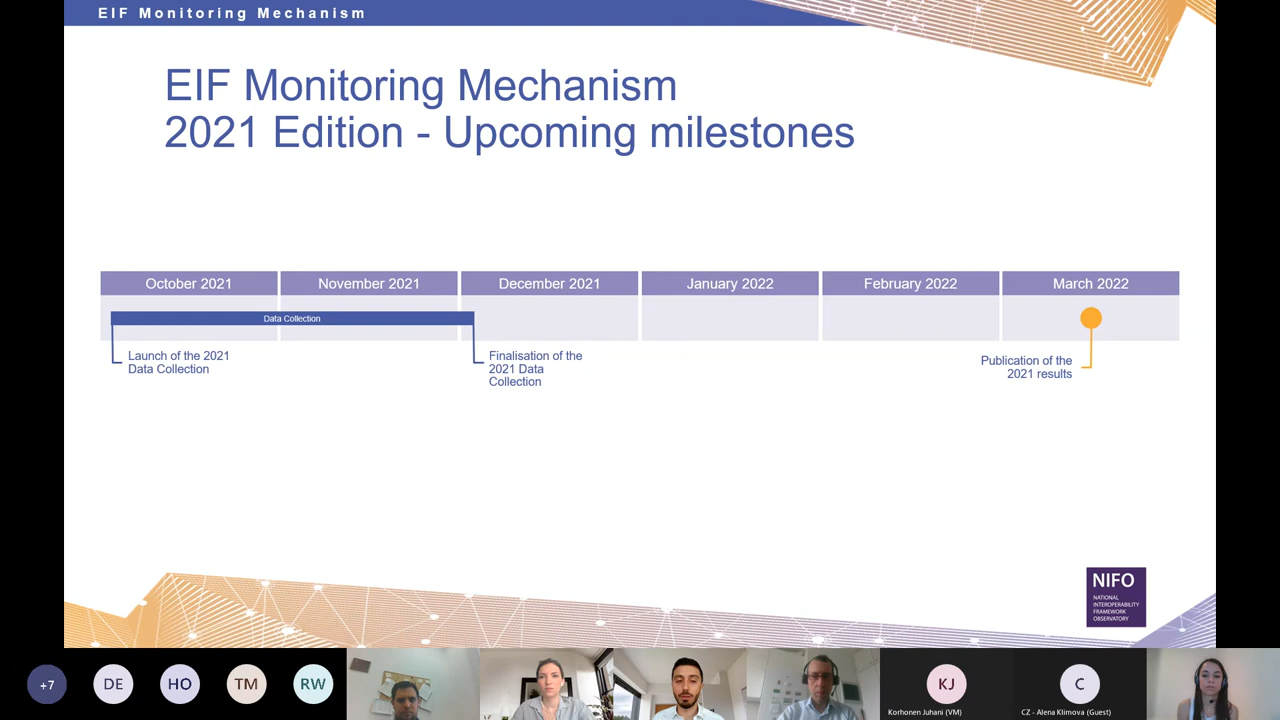 EIF Monitoring Mechanism
EIF Monitoring Mechanism
2021 Edition - Upcoming milestones
October 2021
November 2021
December 2021
January 2022
February 2022
March 2022
Data Collection
Launch of the 2021
Data Collection
Finalisation of the
2021 Data
Collection
Publication of the
2021 results
NIFO
NATIONAL
INTEROPERABILITY
FRAMEWORK
OBSERVATORY
+7
DE
HO
TM
RW
KJ
C
Korhonen Juhani (VM)
CZ - Alena Klimova (Guest)